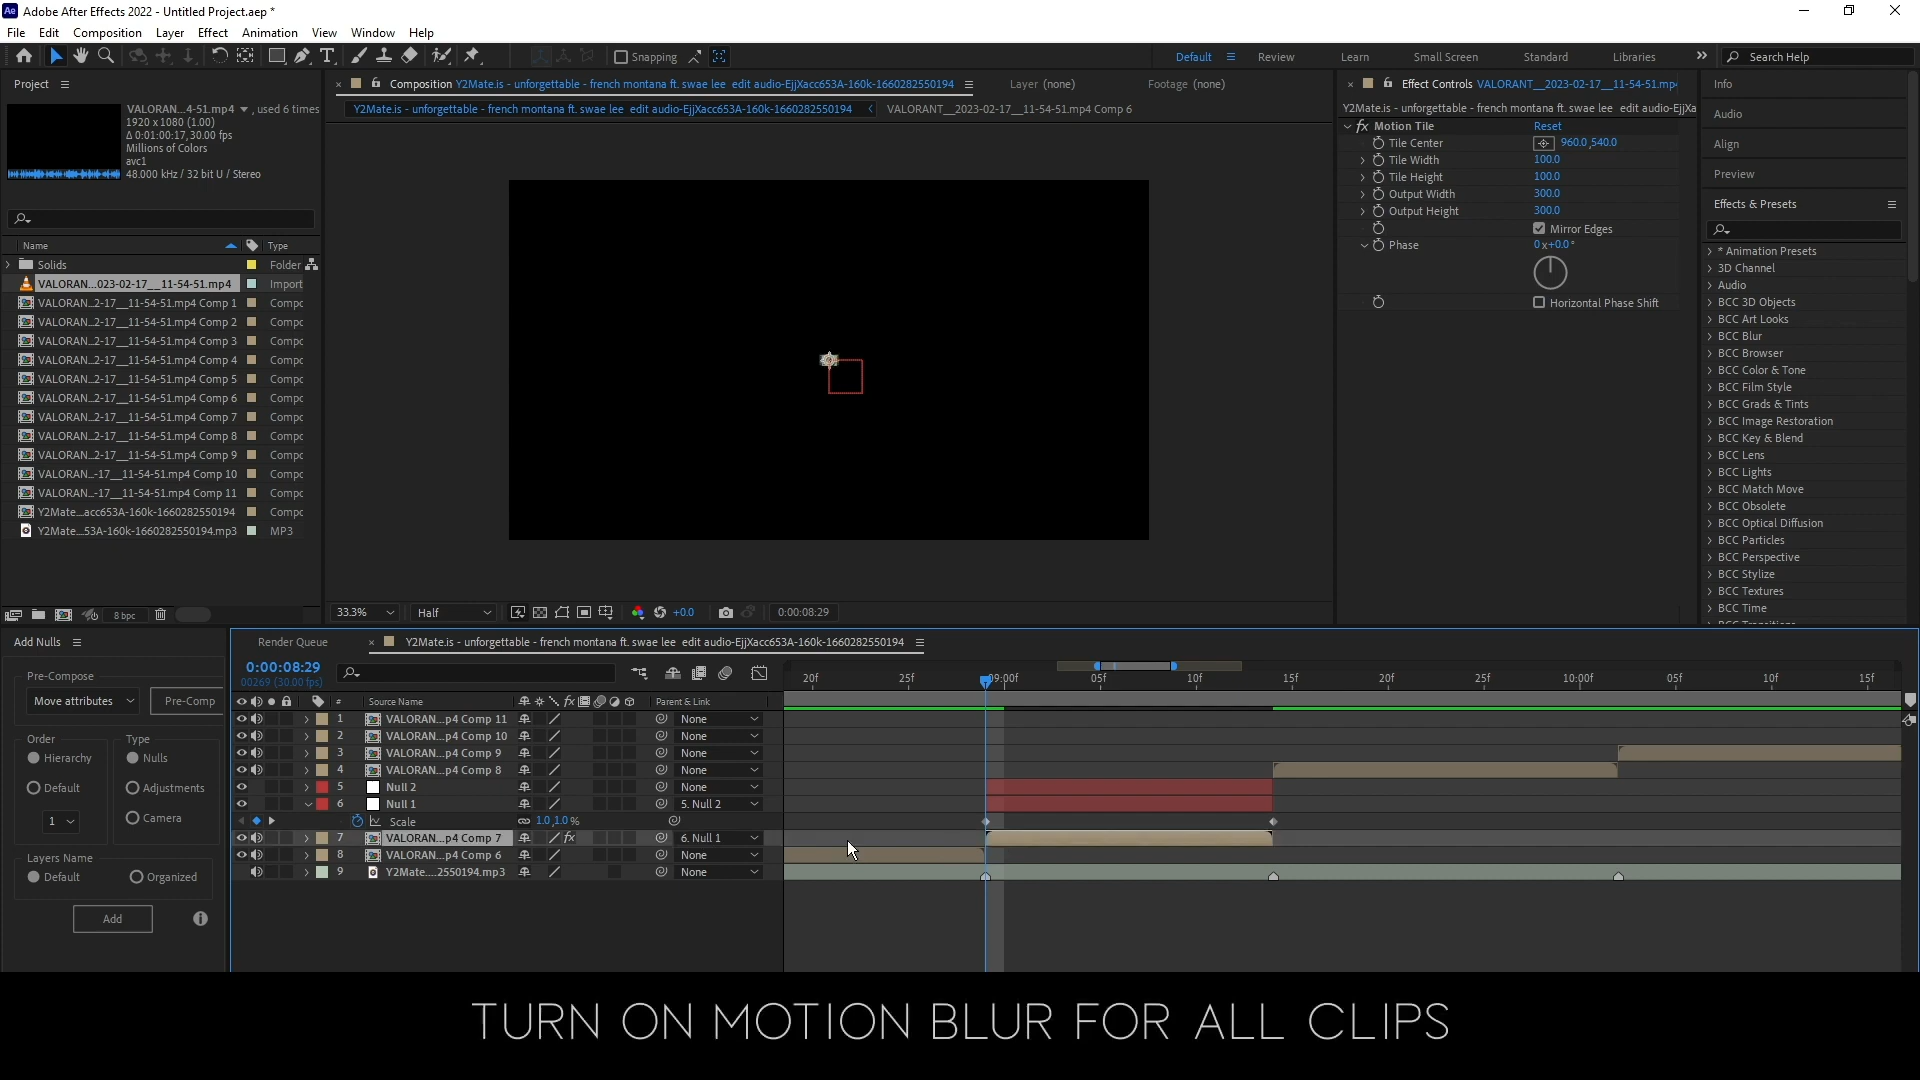 Adobe After Effects 2022 - Untitled Project.aep *
File Edit Composition Layer Effect Animation View Window Help
Snapping Default Review Learn Small Screen Standard Libraries Search Help
Project
VALORAN...4-51.mp4 , used 6 times
1920 x 1080 (1.00)
Δ 0:01:00:17, 30.00 fps
Millions of Colors
avc1
48.000 kHz / 32 bit U / Stereo
Name Type
Solids Folder
VALORAN...023-02-17__11-54-51.mp4 Import
VALORAN...2-17__11-54-51.mp4 Comp 1 Compc
VALORAN...2-17__11-54-51.mp4 Comp 2 Compc
VALORAN...2-17__11-54-51.mp4 Comp 3 Compc
VALORAN...2-17__11-54-51.mp4 Comp 4 Compc
VALORAN...2-17__11-54-51.mp4 Comp 5 Compc
VALORAN...2-17__11-54-51.mp4 Comp 6 Compc
VALORAN...2-17__11-54-51.mp4 Comp 7 Compc
VALORAN...2-17__11-54-51.mp4 Comp 8 Compc
VALORAN...2-17__11-54-51.mp4 Comp 9 Compc
VALORAN...-17__11-54-51.mp4 Comp 10 Compc
VALORAN...-17__11-54-51.mp4 Comp 11 Compc
Y2Mate....acc653A-160k-1660282550194 Compc
Y2Mate....53A-160k-1660282550194.mp3 MP3
8 bpc
Composition Y2Mate.is - unforgettable - french montana ft. swae lee edit audio-EjjXacc653A-160k-1660282550194
Layer (none)
Footage (none)
Y2Mate.is - unforgettable - french montana ft. swae lee edit audio-EjjXacc653A-160k-1660282550194
VALORANT__2023-02-17__11-54-51.mp4 Comp 6
33.3% Half +0.0 0:00:08:29
Effect Controls VALORANT__2023-02-17__11-54-51.mp
Y2Mate.is - unforgettable - french montana ft. swae lee edit audio-EjjXa
fx Motion Tile Reset
Tile Center 960.0,540.0
Tile Width 100.0
Tile Height 100.0
Output Width 300.0
Output Height 300.0
Mirror Edges
Phase 0x+0.0°
Horizontal Phase Shift
Info
Audio
Align
Preview
Effects & Presets
* Animation Presets
3D Channel
Audio
BCC 3D Objects
BCC Art Looks
BCC Blur
BCC Browser
BCC Color & Tone
BCC Film Style
BCC Grads & Tints
BCC Image Restoration
BCC Key & Blend
BCC Lens
BCC Lights
BCC Match Move
BCC Obsolete
BCC Optical Diffusion
BCC Particles
BCC Perspective
BCC Stylize
BCC Textures
BCC Time
Add Nulls
Pre-Compose
Move attributes Pre-Comp
Order Type
Hierarchy Nulls
Default Adjustments
1 Camera
Layers Name
Default Organized
Add
Render Queue
Y2Mate.is - unforgettable - french montana ft. swae lee edit audio-EjjXacc653A-160k-1660282550194
0:00:08:29
00269 (30.00 fps)
20f 25f 09:00f 05f 10f 15f 20f 25f 10:00f 05f 10f 15f
# Source Name fx Parent & Link
1 VALORAN...p4 Comp 11 None
2 VALORAN...p4 Comp 10 None
3 VALORAN...p4 Comp 9 None
4 VALORAN...p4 Comp 8 None
5 Null 2 None
6 Null 1 5. Null 2
Scale 1.0,1.0%
7 VALORAN...p4 Comp 7 fx 6. Null 1
8 VALORAN...p4 Comp 6 None
9 Y2Mate....2550194.mp3 None
TURN ON MOTION BLUR FOR ALL CLIPS